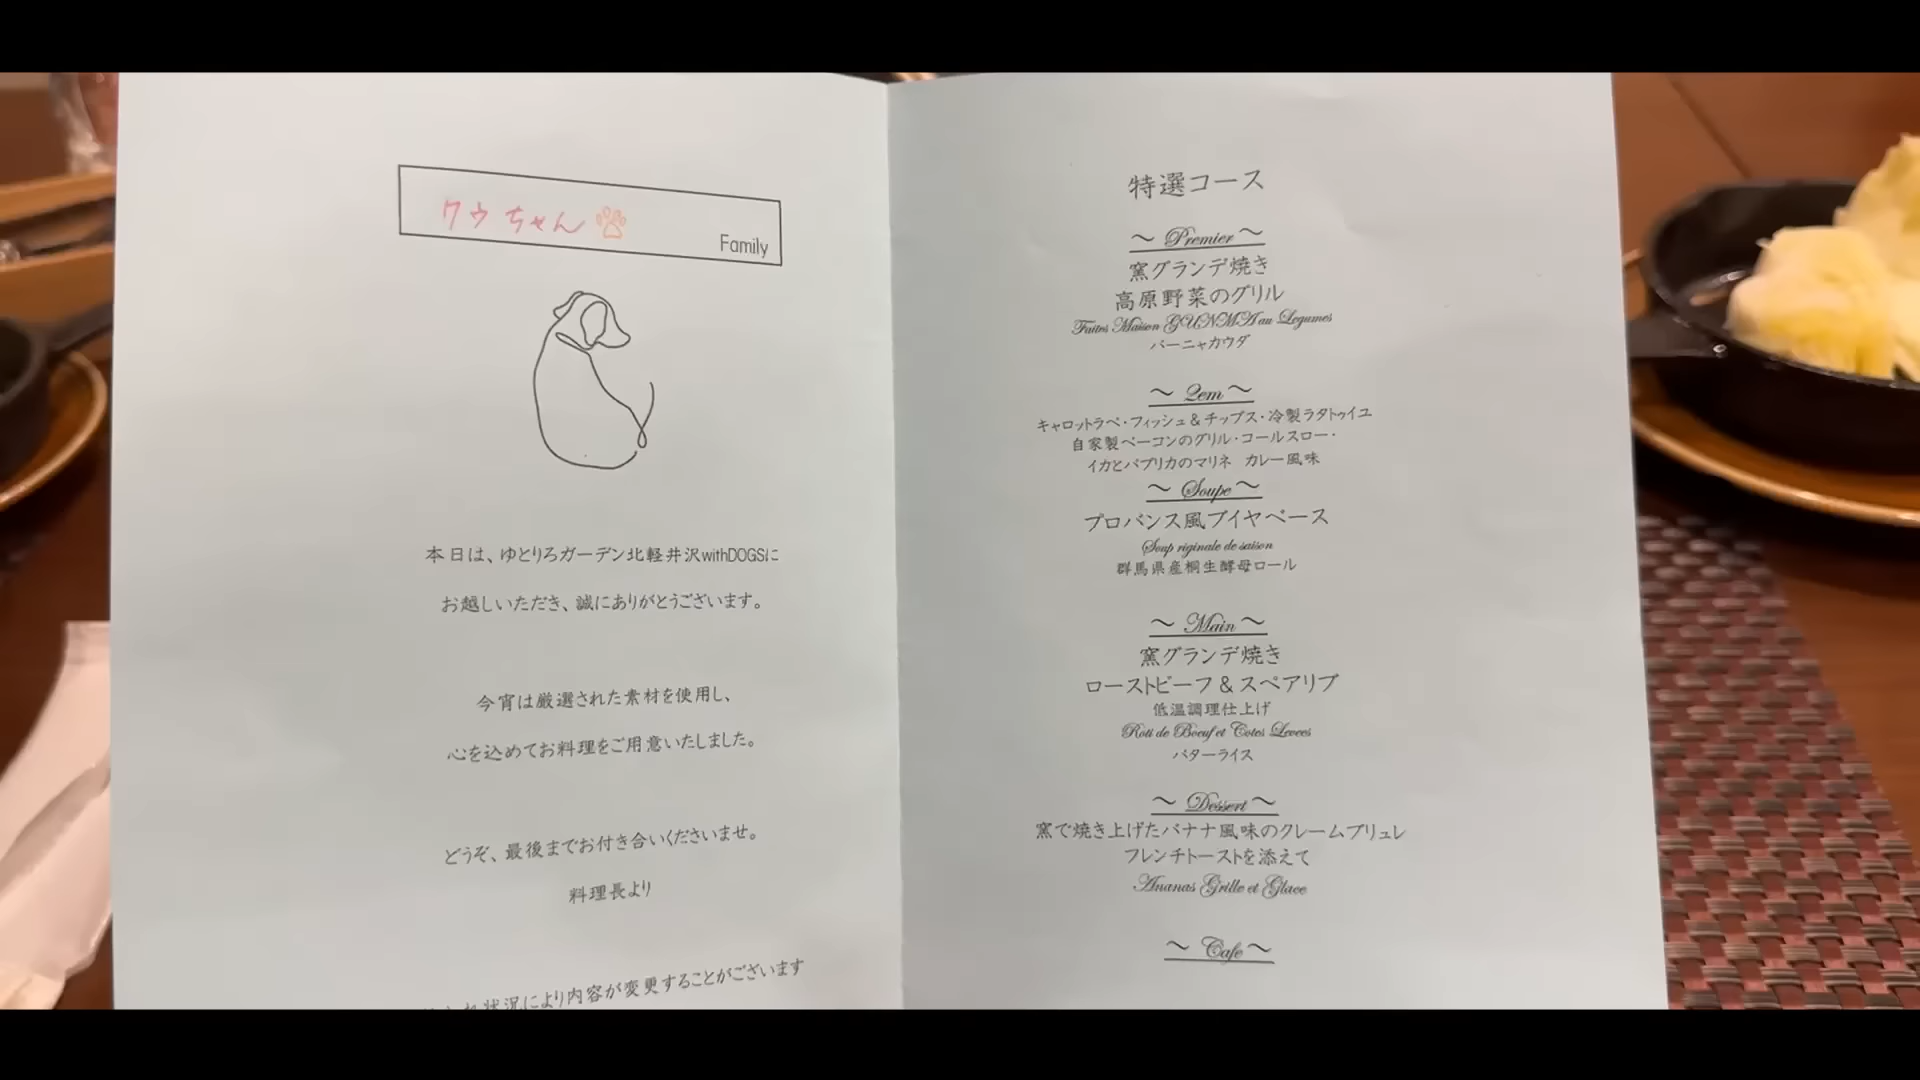 クゥちゃん
Family
本日は、ゆとりろガーデン北軽井沢withDOGSに
お越しいただき、誠にありがとうございます。
今宵は厳選された素材を使用し、
心を込めてお料理をご用意いたしました。
どうぞ、最後までお付き合いくださいませ。
料理長より
状況により内容が変更することがございます
特選コース
～ Premier ～
窯グランデ焼き
高原野菜のグリル
Faites Maison GUNMA au Legumes
バーニャカウダ
～ 2em ～
キャロットラペ・フィッシュ＆チップス・冷製ラタトゥイユ
自家製ベーコンのグリル・コールスロー・
イカとパプリカのマリネ　カレー風味
～ Soupe ～
プロバンス風ブイヤベース
Soup riginale de saison
群馬県産桐生酵母ロール
～ Main ～
窯グランデ焼き
ローストビーフ＆スペアリブ
低温調理仕上げ
Roti de Boeuf et Cotes Levees
バターライス
～ Dessert ～
窯で焼き上げたバナナ風味のクレームブリュレ
フレンチトーストを添えて
Ananas Grille et Glace
～ Cafe ～